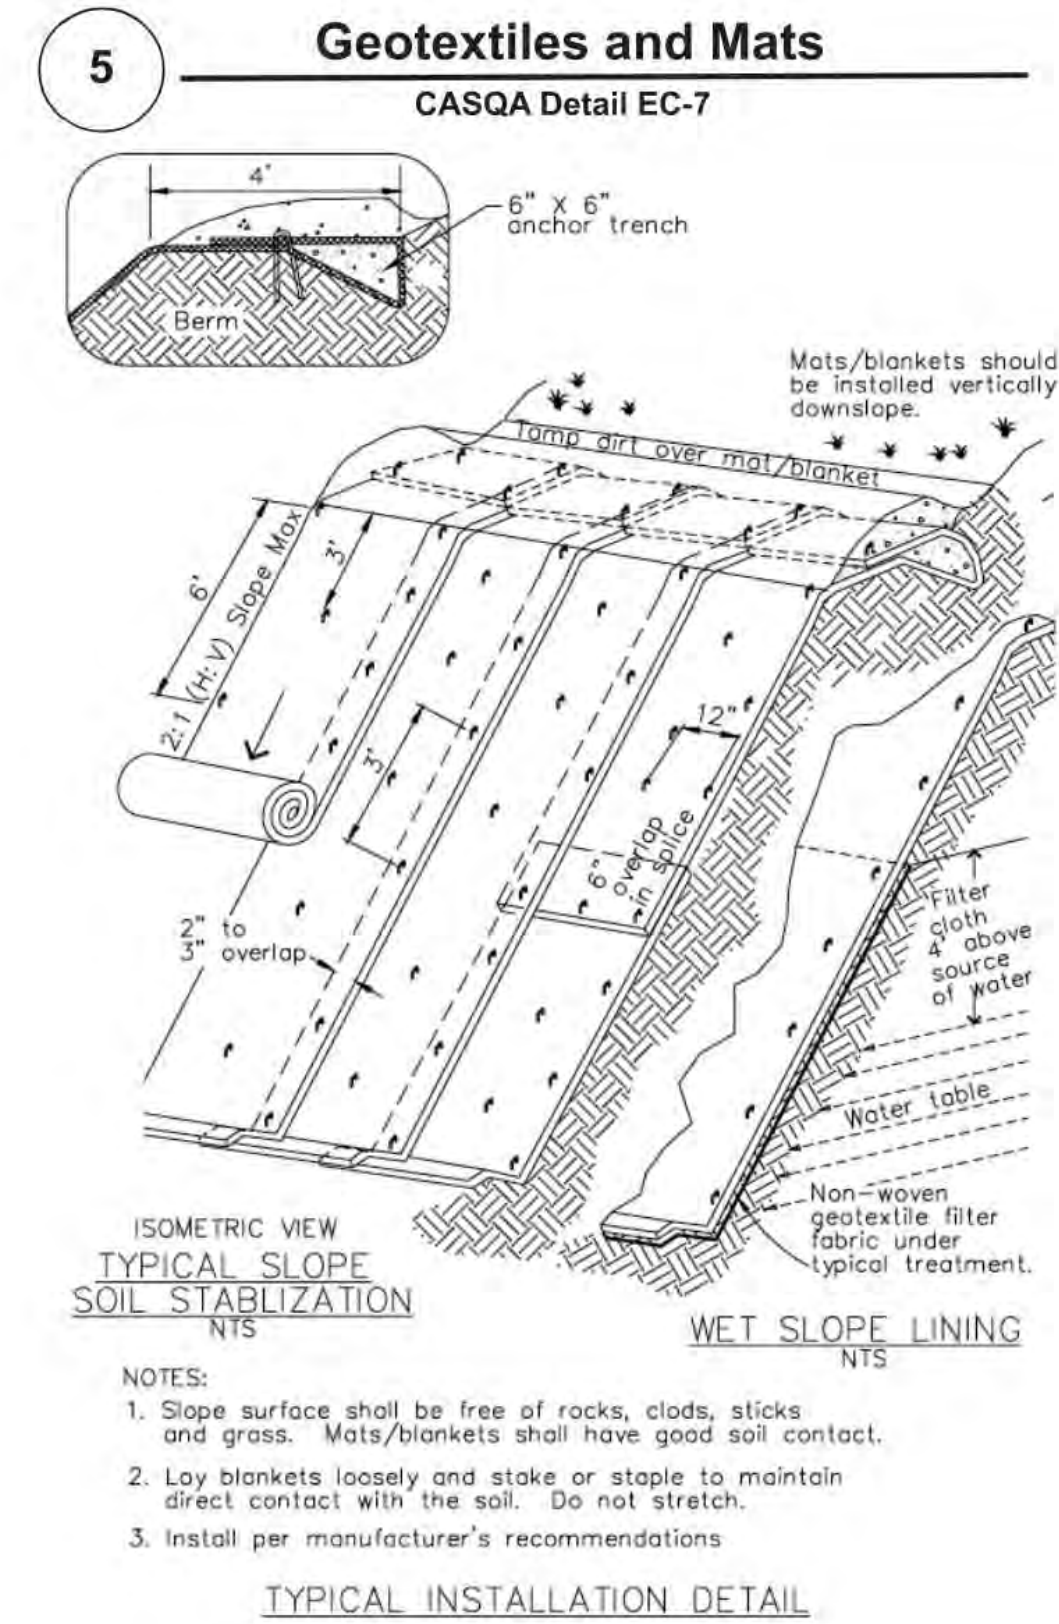 5
Geotextiles and Mats
CASQA Detail EC-7
4'
6" X 6"
anchor trench
Berm
Mats/blankets should
be installed vertically
downslope.
Tamp dirt over mat/blanket
6'
2:1 (H:V) Slope Max
3'
3'
12"
6"
overlap
in splice
2" to
3" overlap
Filter
cloth
4' above
source
of water
Water table
Non-woven
geotextile filter
fabric under
typical treatment.
ISOMETRIC VIEW
TYPICAL SLOPE
SOIL STABLIZATION
NTS
WET SLOPE LINING
NTS
NOTES:
1. Slope surface shall be free of rocks, clods, sticks
and grass. Mats/blankets shall have good soil contact.
2. Lay blankets loosely and stake or staple to maintain
direct contact with the soil. Do not stretch.
3. Install per manufacturer's recommendations
TYPICAL INSTALLATION DETAIL